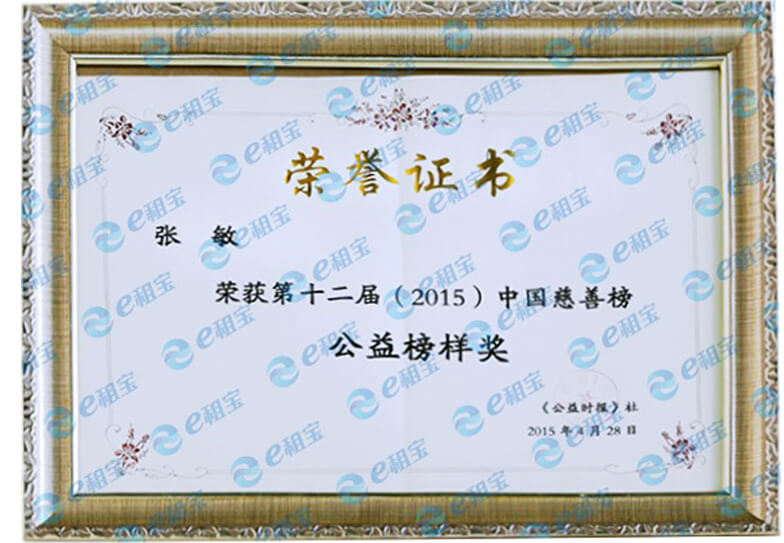 荣誉证书
张 敏
荣获第十二届（2015）中国慈善榜
公益榜样奖
《公益时报》社
2015年4月28日
e租宝